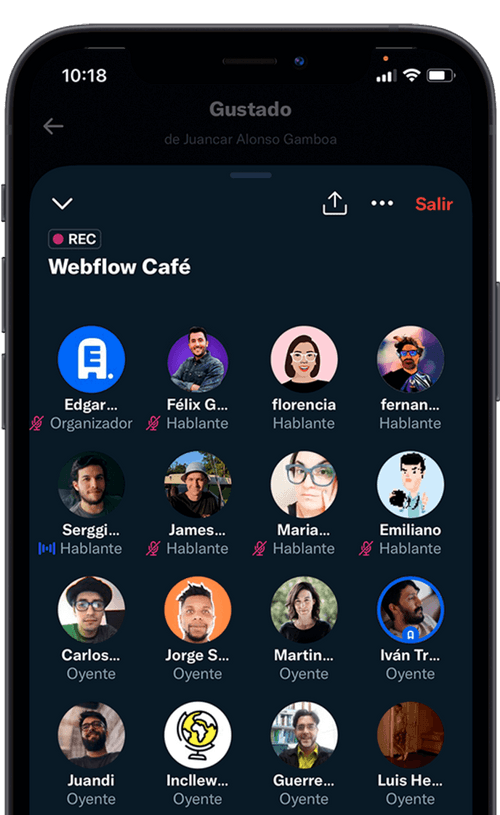 10:18
Gustado
de Juancar Alonso Gamboa
Salir
REC
Webflow Café
E
Edgar... Félix G... florencia fernan...
Organizador Hablante Hablante Hablante
Serggi... James... Maria... Emiliano
Hablante Hablante Hablante Hablante
Carlos... Jorge S... Martin... Iván Tr...
Oyente Oyente Oyente Oyente
Juandi Incllew... Guerre... Luis He...
Oyente Oyente Oyente Oyente